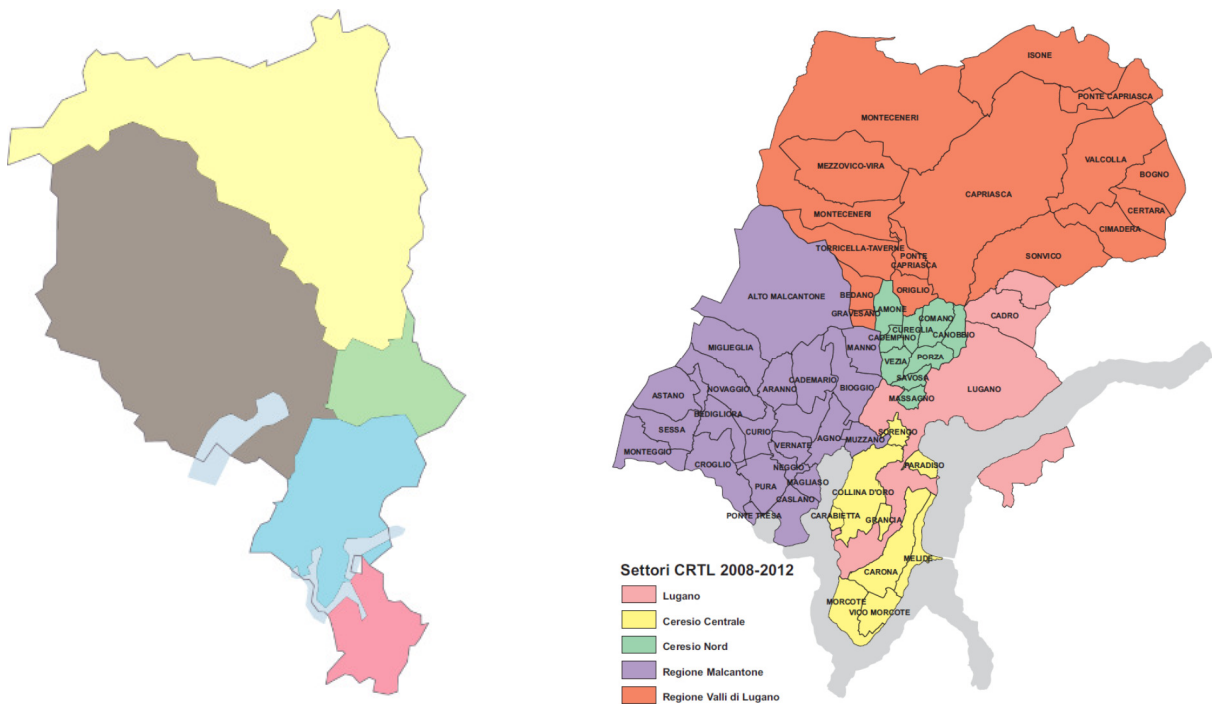 ISONE
PONTE CAPRIASCA
MONTECENERI
VALCOLLA
MEZZOVICO-VIRA
BOGNO
CAPRIASCA
CERTARA
MONTECENERI
CIMADERA
TORRICELLA-TAVERNE
PONTE
CAPRIASCA
SONVICO
ALTO MALCANTONE
BEDANO
ORIGLIO
LAMONE
GRAVESANO
COMANO
CADRO
CUREGLIA
CADEMPINO
CANOBBIO
MIGLIEGLIA
MANNO
VEZIA
PORZA
CADEMARIO
SAVOSA
NOVAGGIO
ARANNO
BIOGGIO
LUGANO
ASTANO
MASSAGNO
BEDIGLIORA
SESSA
CURIO
AGNO
MUZZANO
SORENGO
VERNATE
MONTEGGIO
CROGLIO
NEGGIO
PARADISO
PURA
MAGLIASO
COLLINA D'ORO
CASLANO
PONTE TRESA
CARABIETTA
GRANCIA
MELIDE
CARONA
MORCOTE
VICO MORCOTE
Settori CRTL 2008-2012
Lugano
Ceresio Centrale
Ceresio Nord
Regione Malcantone
Regione Valli di Lugano